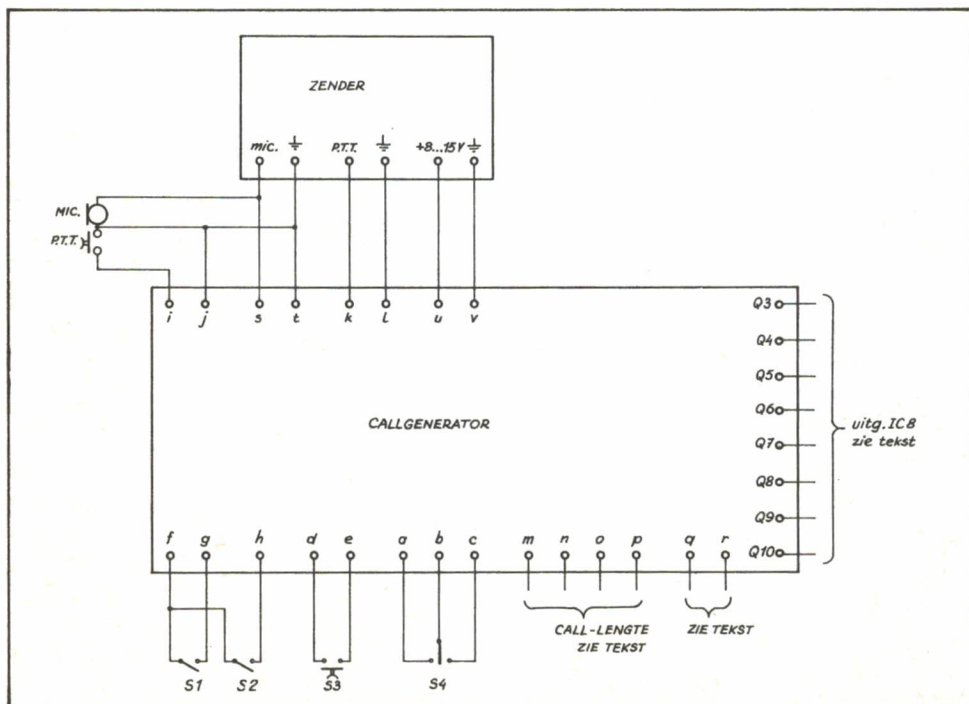 ZENDER
mic. P.T.T. +8...15V
MIC.
P.T.T.
i j s t k l u v
Q3
Q4
Q5
Q6
Q7
Q8
Q9
Q10
uitg. IC8
zie tekst
CALLGENERATOR
f g h d e a b c m n o p q r
CALL-LENGTE
ZIE TEKST
ZIE TEKST
S1 S2 S3 S4